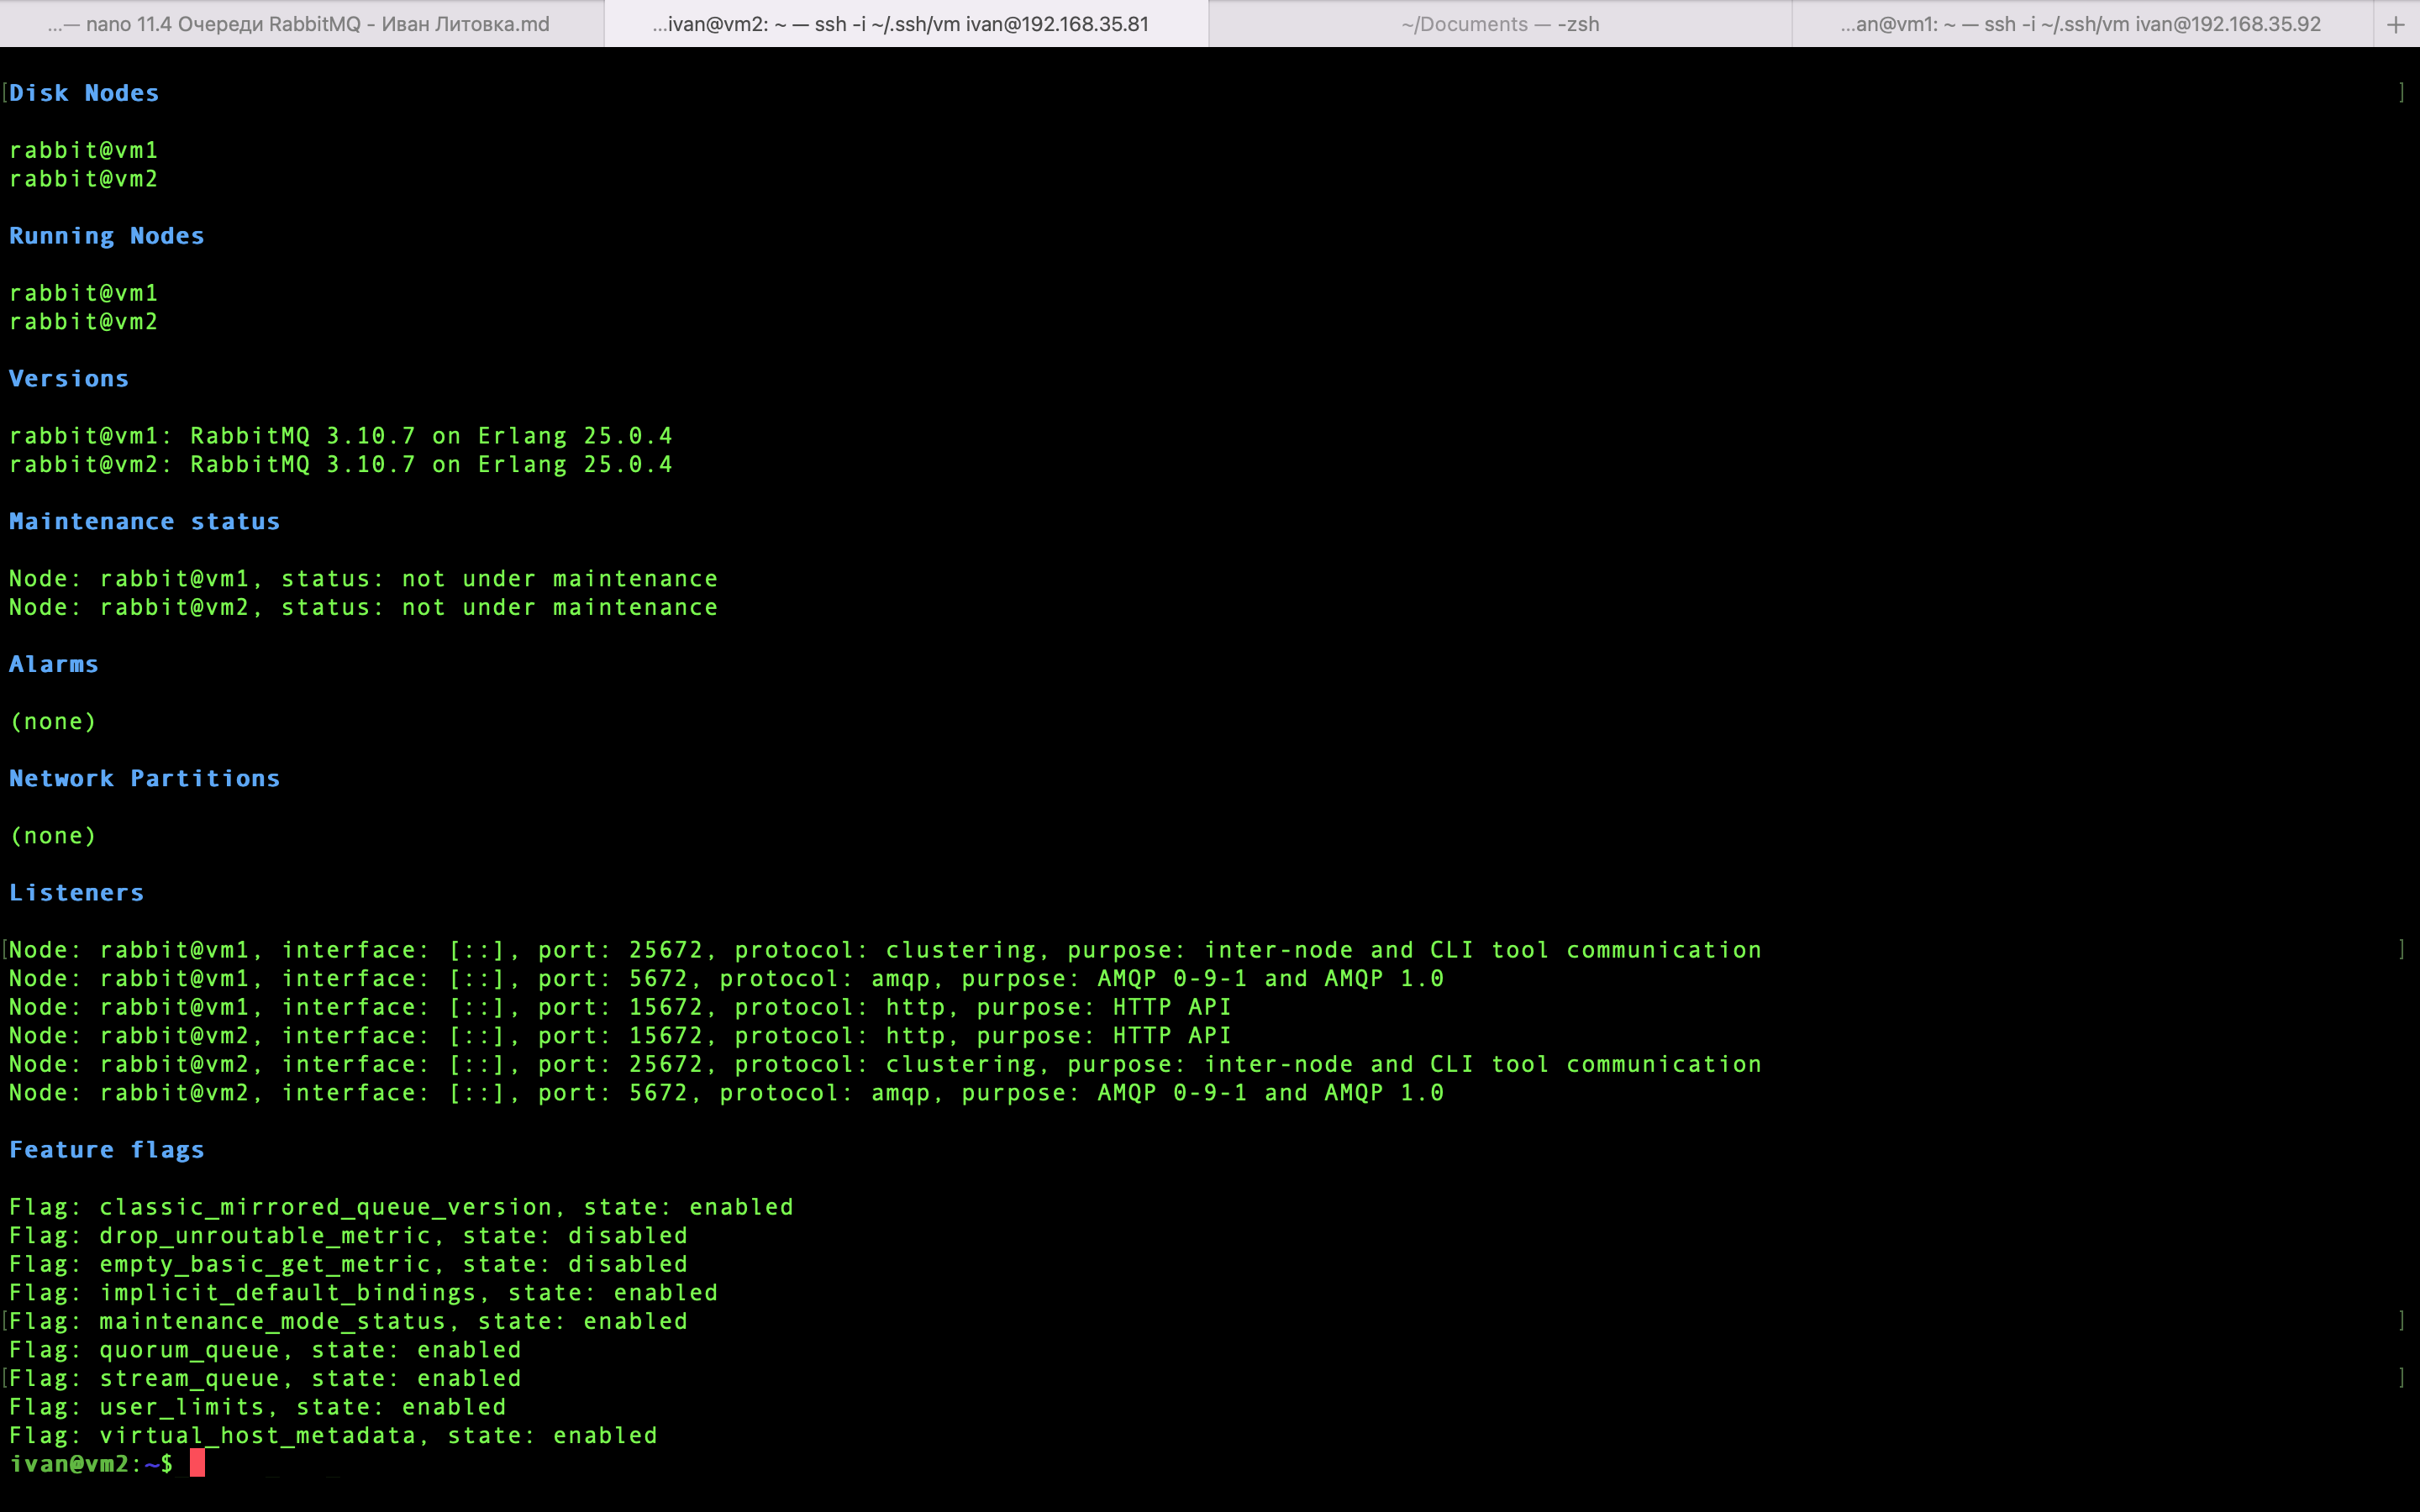 ...— nano 11.4 Очереди RabbitMQ - Иван Литовка.md
...ivan@vm2: ~ — ssh -i ~/.ssh/vm ivan@192.168.35.81
~/Documents — -zsh
...an@vm1: ~ — ssh -i ~/.ssh/vm ivan@192.168.35.92
+
[Disk Nodes ]
rabbit@vm1
rabbit@vm2
Running Nodes
rabbit@vm1
rabbit@vm2
Versions
rabbit@vm1: RabbitMQ 3.10.7 on Erlang 25.0.4
rabbit@vm2: RabbitMQ 3.10.7 on Erlang 25.0.4
Maintenance status
Node: rabbit@vm1, status: not under maintenance
Node: rabbit@vm2, status: not under maintenance
Alarms
(none)
Network Partitions
(none)
Listeners
[Node: rabbit@vm1, interface: [::], port: 25672, protocol: clustering, purpose: inter-node and CLI tool communication ]
Node: rabbit@vm1, interface: [::], port: 5672, protocol: amqp, purpose: AMQP 0-9-1 and AMQP 1.0
Node: rabbit@vm1, interface: [::], port: 15672, protocol: http, purpose: HTTP API
Node: rabbit@vm2, interface: [::], port: 15672, protocol: http, purpose: HTTP API
Node: rabbit@vm2, interface: [::], port: 25672, protocol: clustering, purpose: inter-node and CLI tool communication
Node: rabbit@vm2, interface: [::], port: 5672, protocol: amqp, purpose: AMQP 0-9-1 and AMQP 1.0
Feature flags
Flag: classic_mirrored_queue_version, state: enabled
Flag: drop_unroutable_metric, state: disabled
Flag: empty_basic_get_metric, state: disabled
Flag: implicit_default_bindings, state: enabled
[Flag: maintenance_mode_status, state: enabled ]
Flag: quorum_queue, state: enabled
[Flag: stream_queue, state: enabled ]
Flag: user_limits, state: enabled
Flag: virtual_host_metadata, state: enabled
ivan@vm2:~$